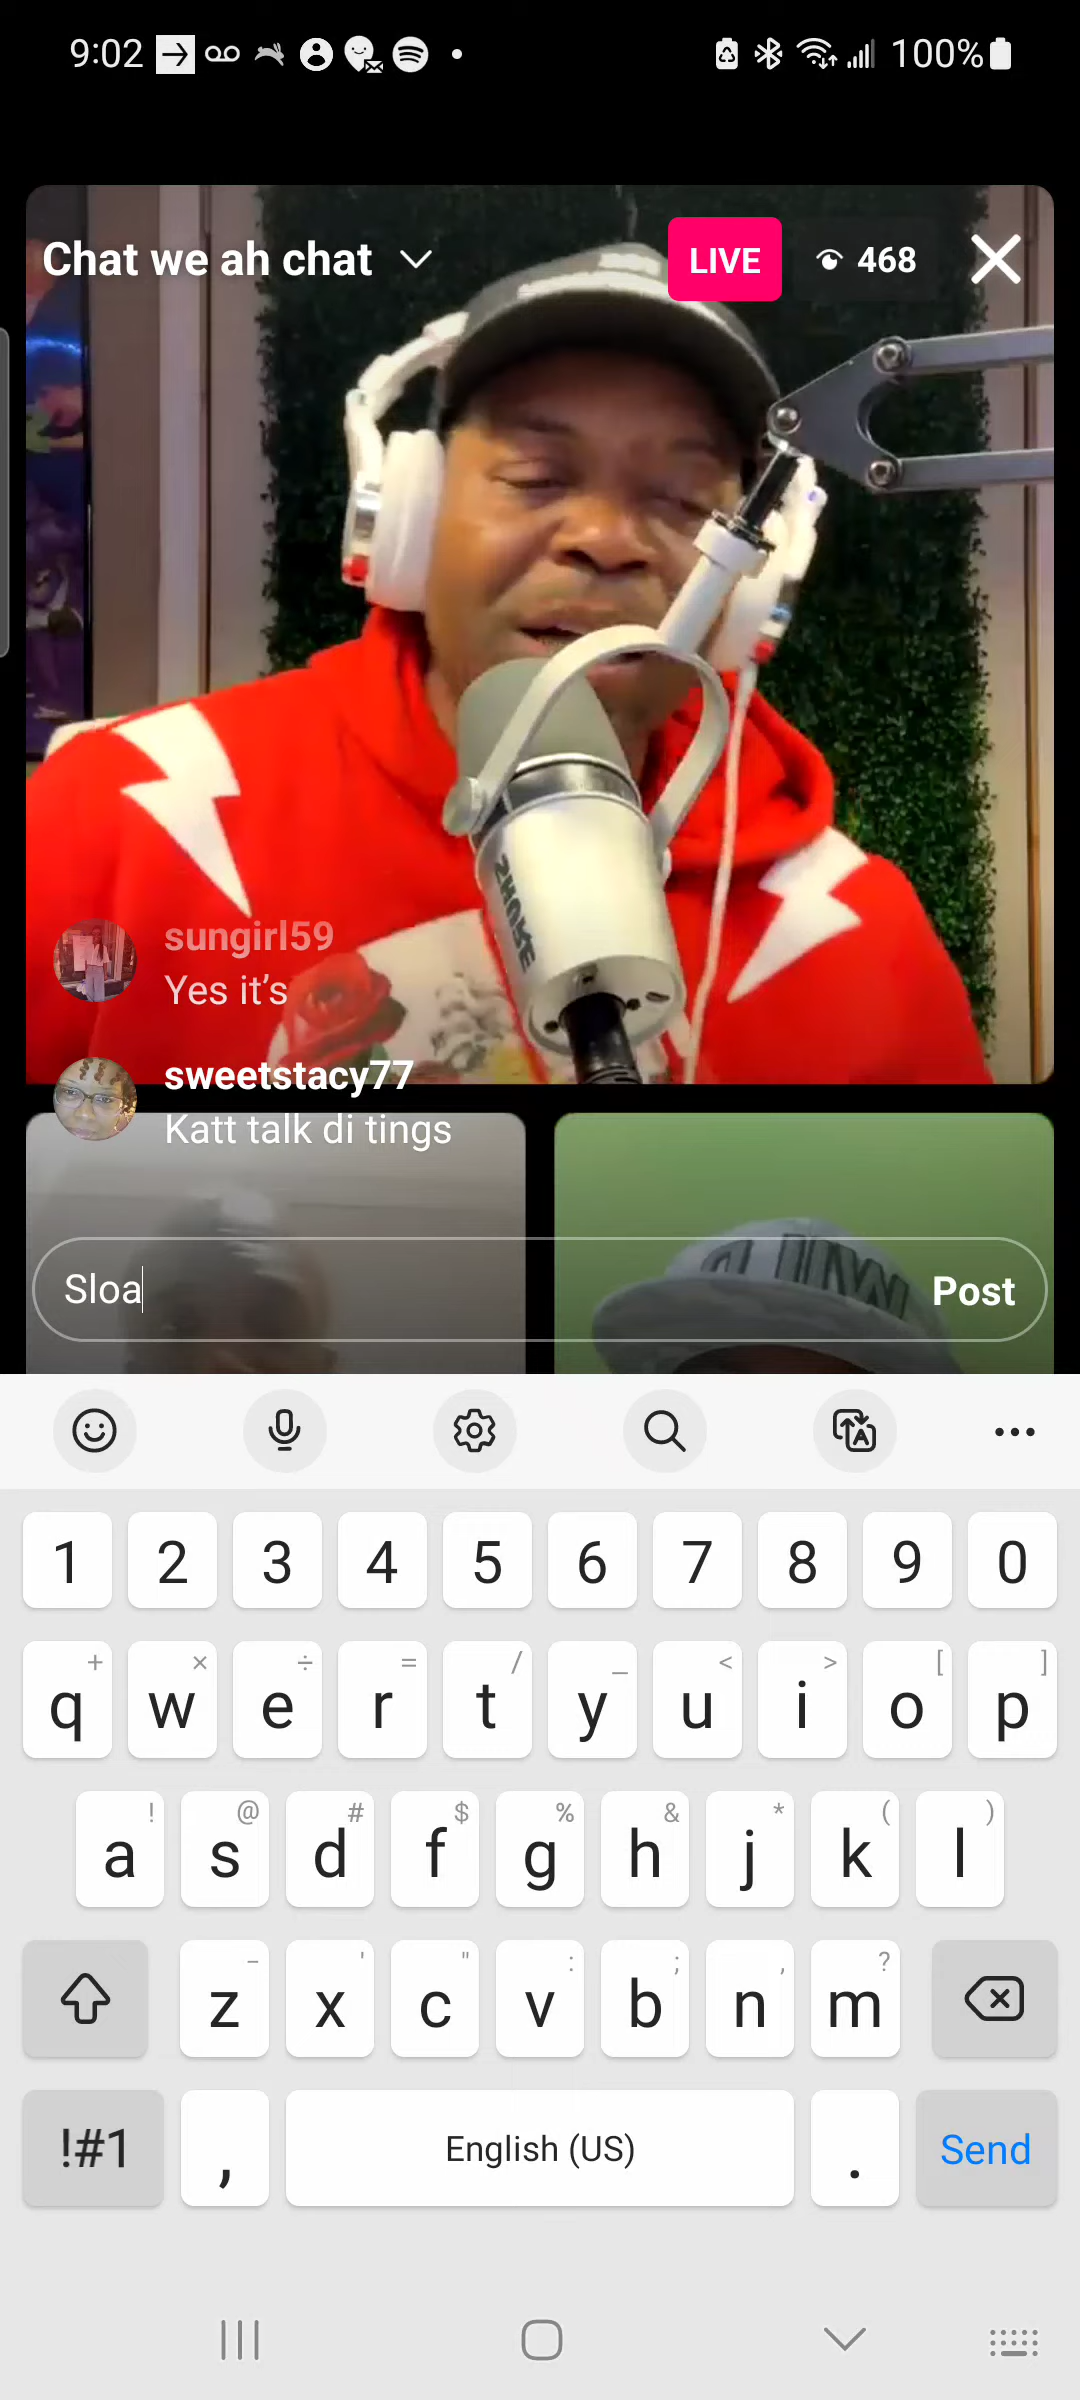 9:02 100%
Chat we ah chat LIVE 468
SHURE
sungirl59
Yes it's
sweetstacy77
Katt talk di tings
WILD
Sloa Post
1 2 3 4 5 6 7 8 9 0
+ × ÷ = / _ < > [ ]
q w e r t y u i o p
! @ # $ % & * ( )
a s d f g h j k l
- ' " : ; , ?
z x c v b n m
!#1 , English (US) . Send